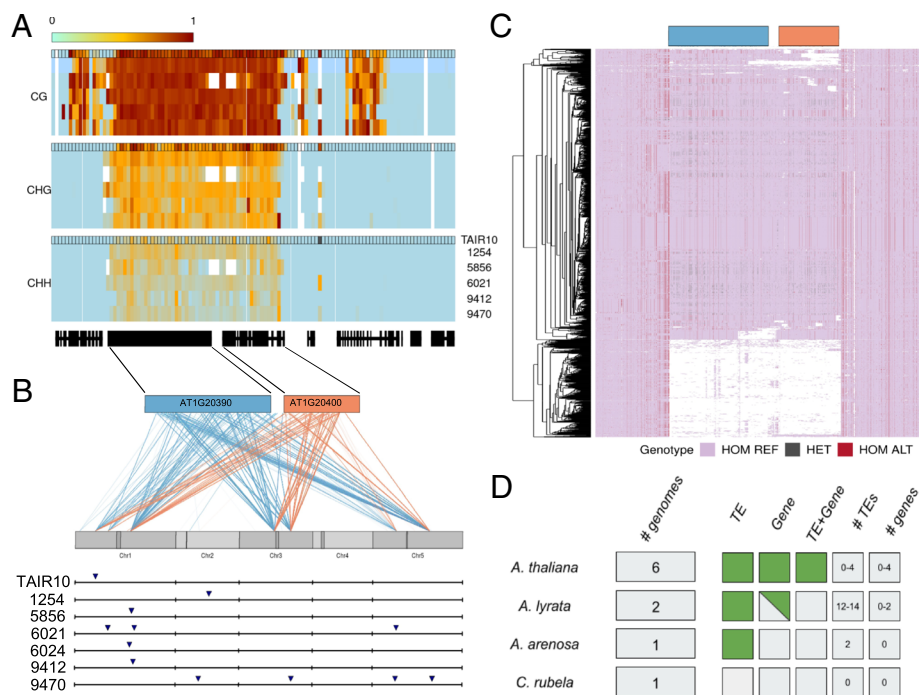 A
0
1
CG
CHG
CHH
TAIR10
1254
5856
6021
9412
9470
B
AT1G20390
AT1G20400
Chr1
Chr2
Chr3
Chr4
Chr5
TAIR10
1254
5856
6021
6024
9412
9470
C
Genotype HOM REF HET HOM ALT
D
# genomes
TE
Gene
TE+Gene
# TEs
# genes
A. thaliana 6 0-4 0-4
A. lyrata 2 12-14 0-2
A. arenosa 1 2 0
C. rubela 1 0 0